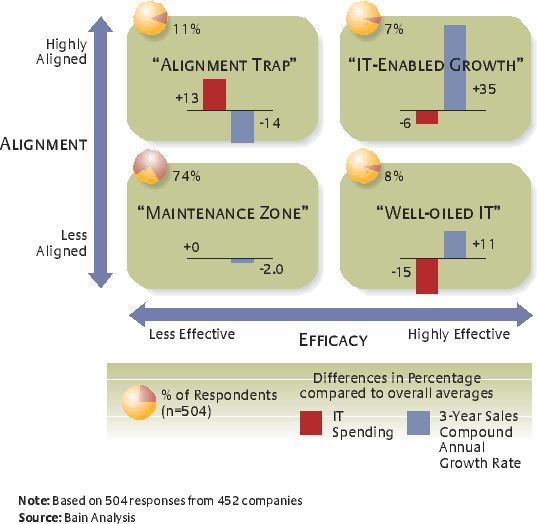 11%
7%
Highly
Aligned
"ALIGNMENT TRAP"
"IT-ENABLED GROWTH"
+13
-14
-6
+35
ALIGNMENT
74%
8%
"MAINTENANCE ZONE"
"WELL-OILED IT"
Less
Aligned
+0
-2.0
-15
+11
Less Effective
EFFICACY
Highly Effective
% of Respondents
(n=504)
Differences in Percentage
compared to overall averages
IT
Spending
3-Year Sales
Compound
Annual
Growth Rate
Note: Based on 504 responses from 452 companies
Source: Bain Analysis